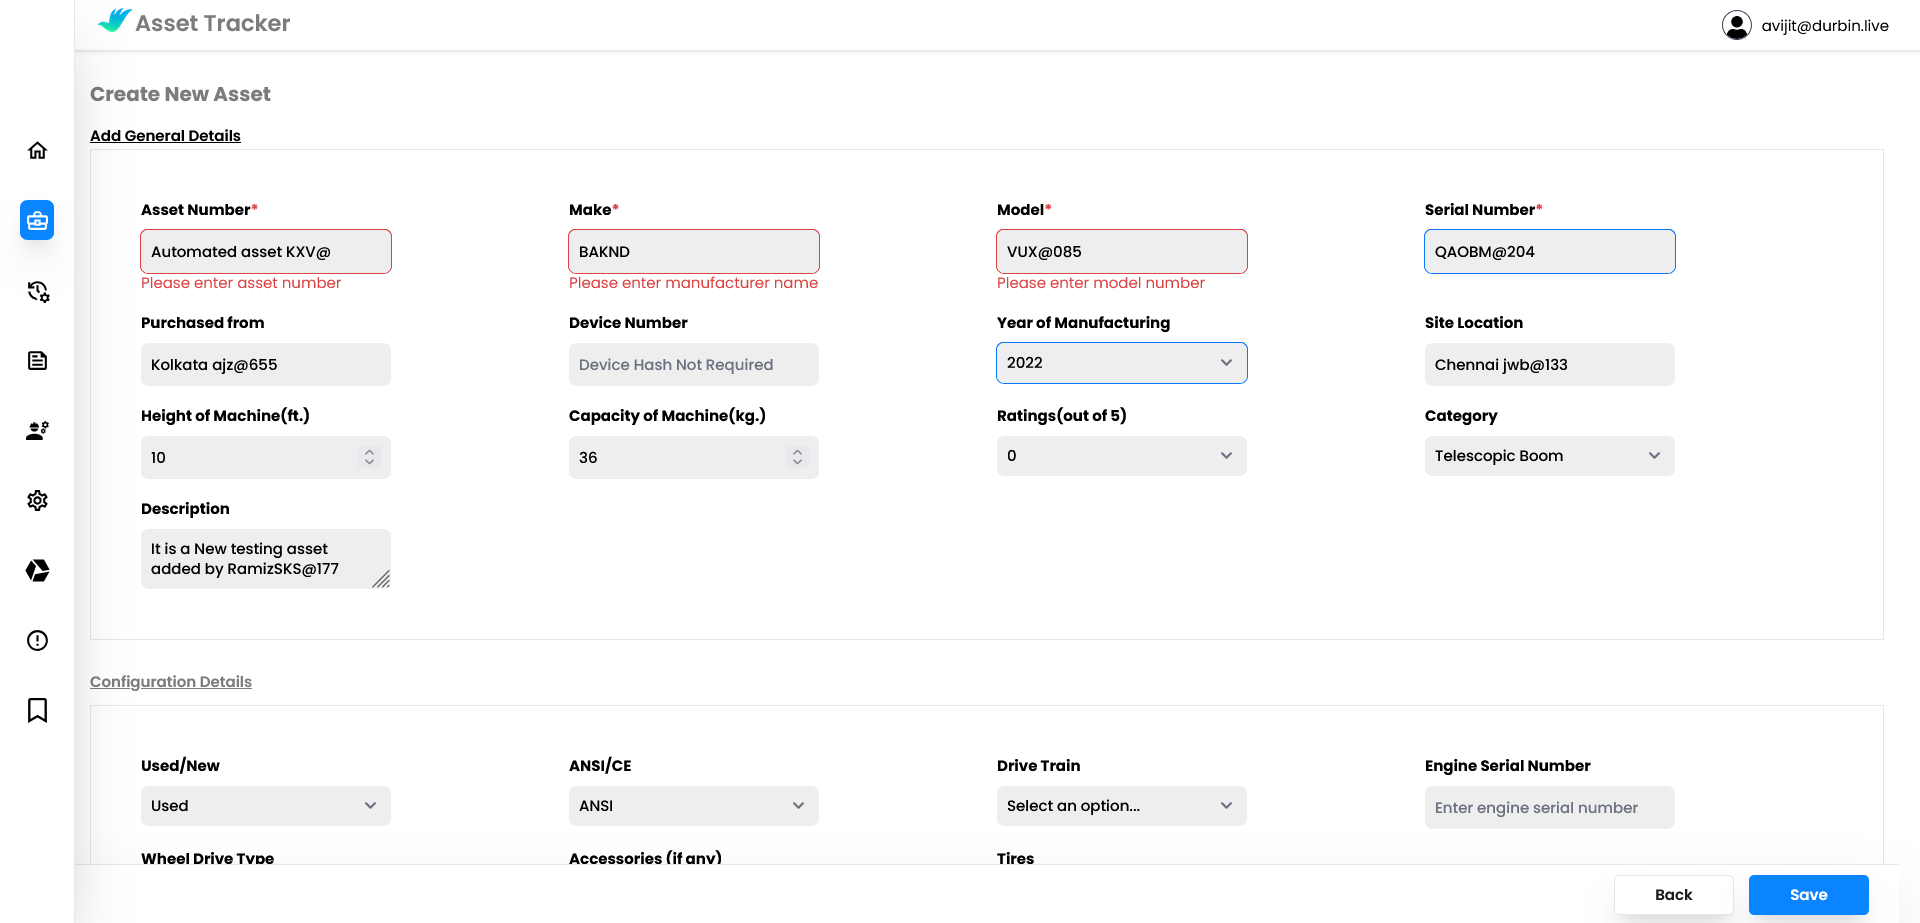 Asset Tracker
avijit@durbin.live
Create New Asset
Add General Details
Asset Number*
Make*
Model*
Serial Number*
Automated asset KXV@
BAKND
VUX@085
QAOBM@204
Please enter asset number
Please enter manufacturer name
Please enter model number
Purchased from
Device Number
Year of Manufacturing
Site Location
Kolkata ajz@655
Device Hash Not Required
2022
Chennai jwb@133
Height of Machine(ft.)
Capacity of Machine(kg.)
Ratings(out of 5)
Category
10
36
0
Telescopic Boom
Description
It is a New testing asset
added by RamizSKS@177
Configuration Details
Used/New
ANSI/CE
Drive Train
Engine Serial Number
Used
ANSI
Select an option...
Enter engine serial number
Wheel Drive Type
Accessories (if any)
Tires
Back
Save